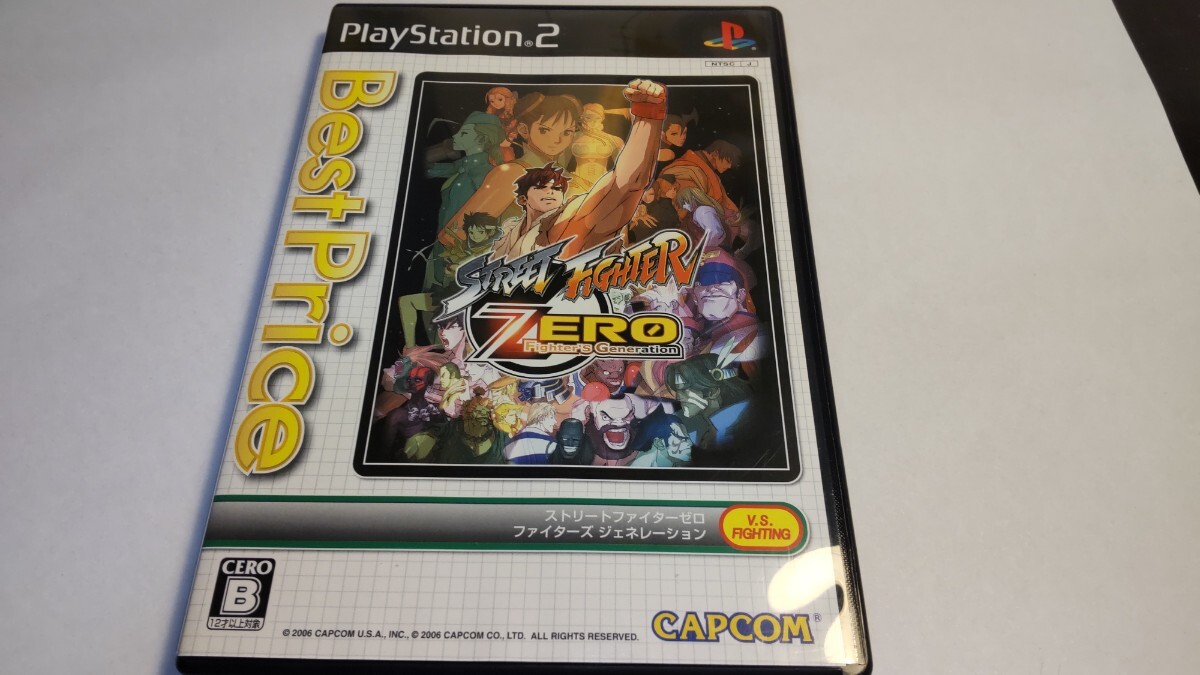 PlayStation®2
NTSC J
Best Price
STREET FIGHTER
ZERO
Fighter's Generation
ストリートファイターゼロ
ファイターズ ジェネレーション
V.S.
FIGHTING
CERO
B
12才以上対象
© 2006 CAPCOM U.S.A., INC., © 2006 CAPCOM CO., LTD. ALL RIGHTS RESERVED.
CAPCOM®